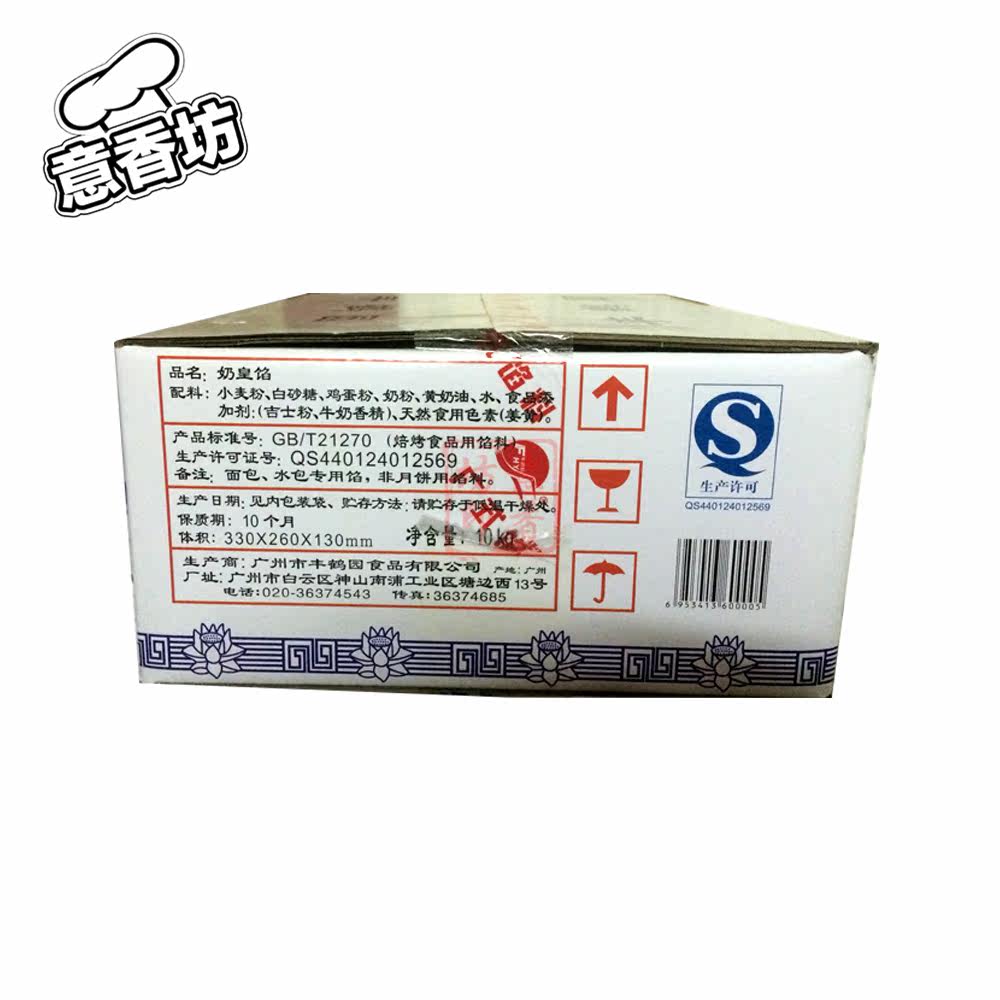 意香坊
品名：奶皇馅
配料：小麦粉、白砂糖、鸡蛋粉、奶粉、黄奶油、水、食品添
加剂：(吉士粉、牛奶香精)、天然食用色素(姜黄)。
产品标准号：GB/T21270 (焙烤食品用馅料)
生产许可证号：QS440124012569
备注：面包、水包专用馅，非月饼用馅料。
生产日期：见内包装袋、贮存方法：请贮存于低温干燥处。
保质期：10个月
体积：330X260X130mm 净含量：10kg
生产商：广州市丰鹤园食品有限公司 产地：广州
厂址：广州市白云区神山南浦工业区塘边西13号
电话：020-36374543 传真：36374685
馅料
生产许可
QS440124012569
6 953413 600005